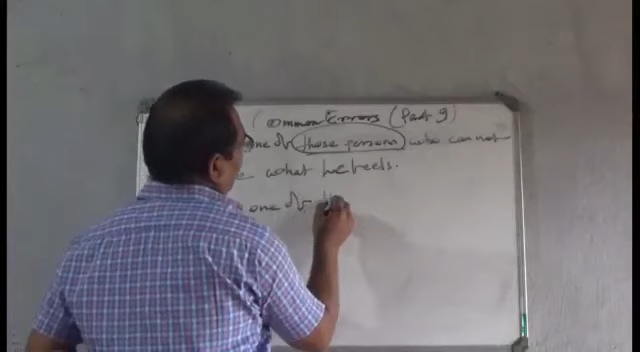 Common Errors (Part 9)
one of those persons who can not
what he feels.
one of